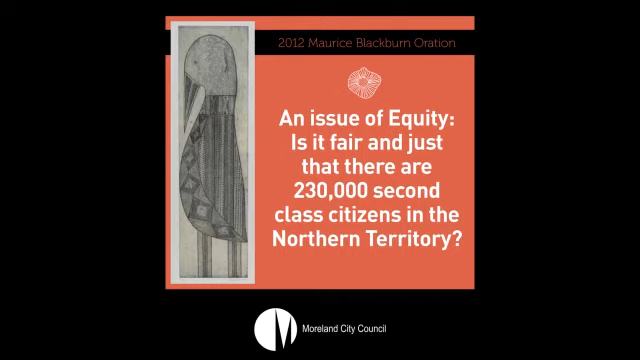 2012 Maurice Blackburn Oration
An issue of Equity:
Is it fair and just
that there are
230,000 second
class citizens in the
Northern Territory?
Moreland City Council